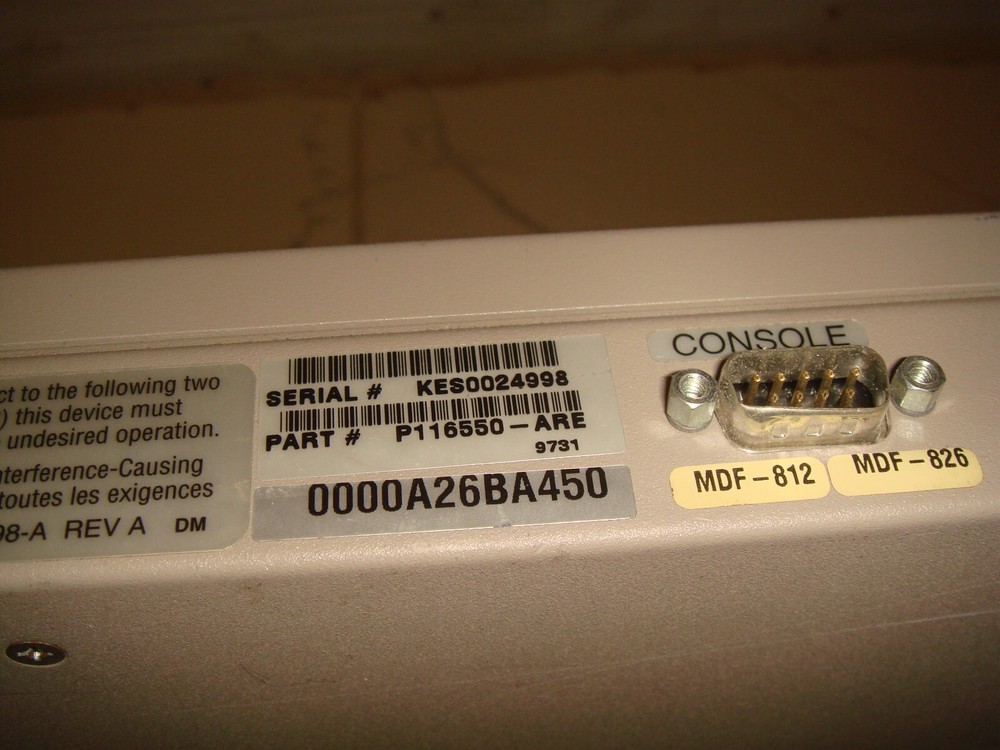 ct to the following two
) this device must
undesired operation.
nterference-Causing
toutes les exigences
98-A REV A DM
SERIAL # KES0024998
PART # P116550-ARE
9731
0000A26BA450
CONSOLE
MDF-812
MDF-826